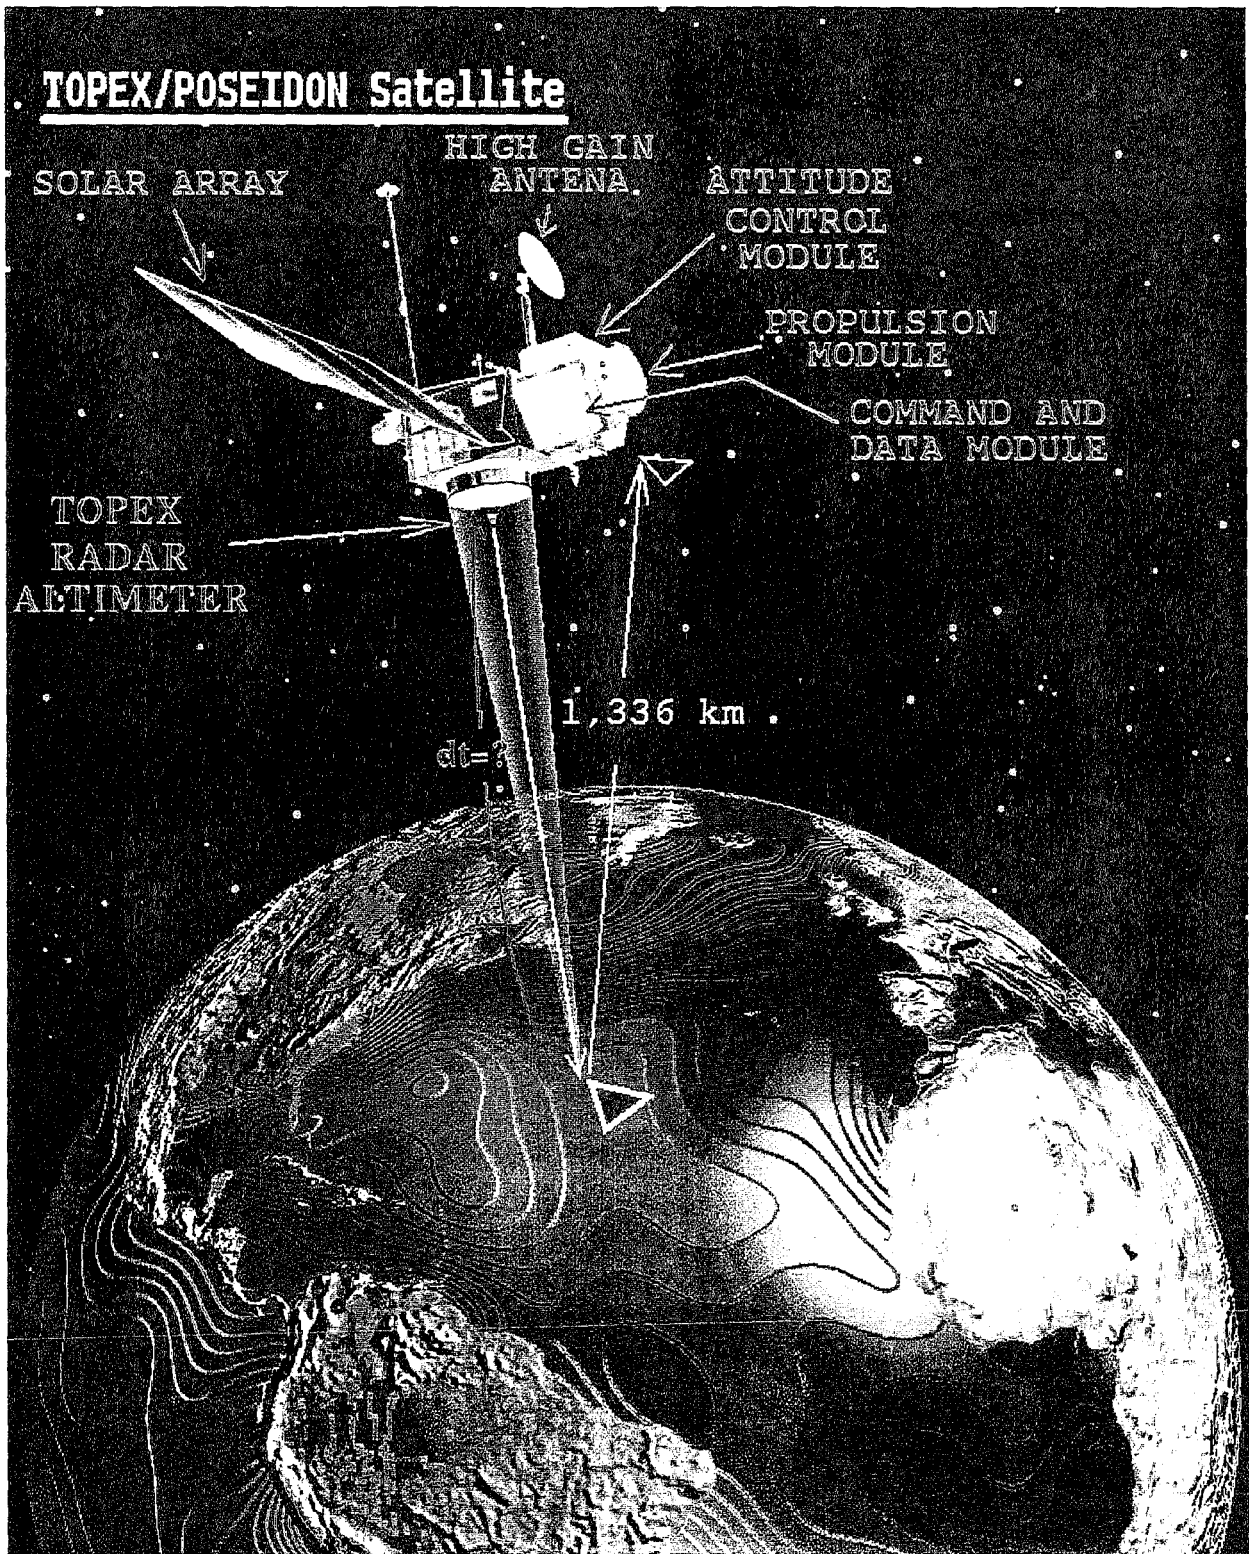 TOPEX/POSEIDON Satellite
HIGH GAIN
ANTENA
SOLAR ARRAY
ATTITUDE
CONTROL
MODULE
PROPULSION
MODULE
COMMAND AND
DATA MODULE
TOPEX
RADAR
ALTIMETER
1,336 km
dt=?